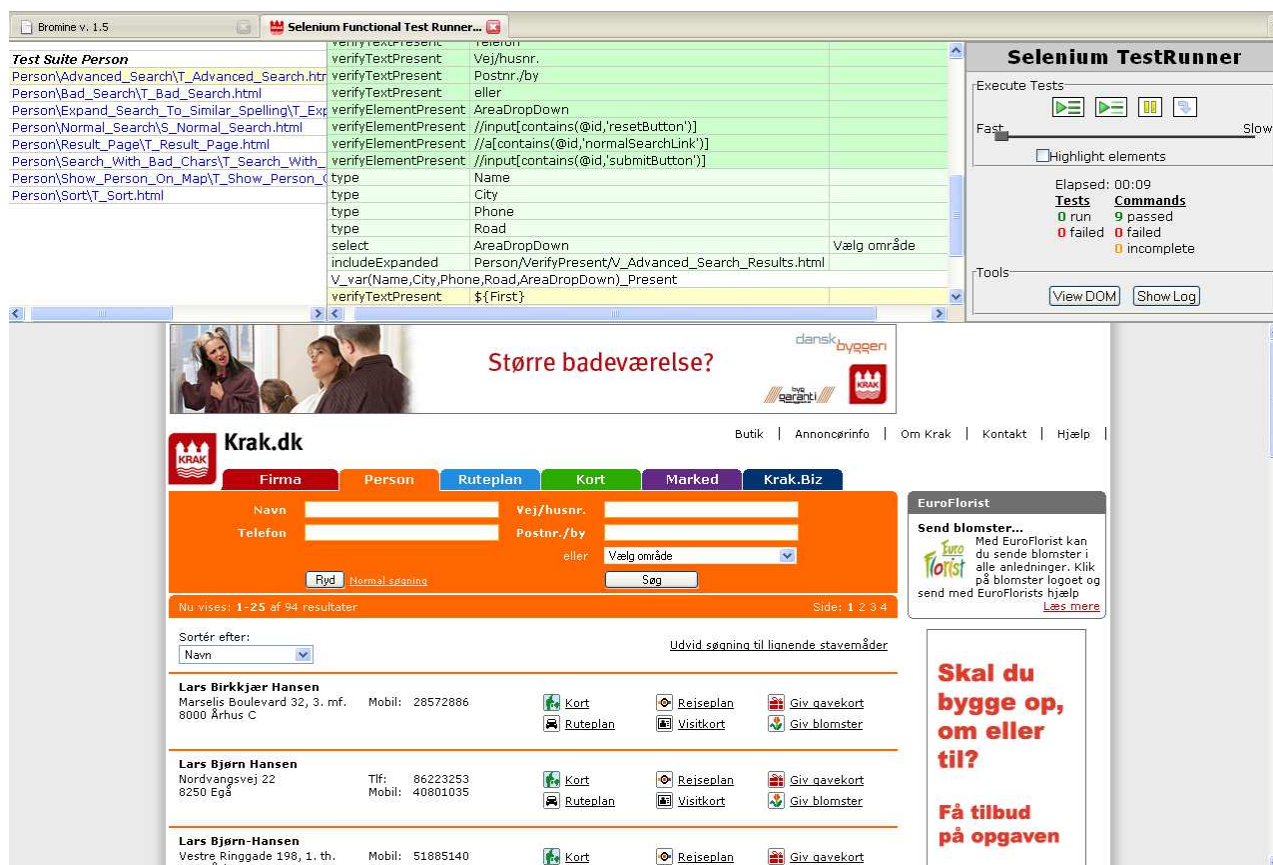 Bromine v. 1.5
Selenium Functional Test Runner...
Test Suite Person
Person\Advanced_Search\T_Advanced_Search.htm
Person\Bad_Search\T_Bad_Search.html
Person\Expand_Search_To_Similar_Spelling\T_Exp
Person\Normal_Search\S_Normal_Search.html
Person\Result_Page\T_Result_Page.html
Person\Search_With_Bad_Chars\T_Search_With_
Person\Show_Person_On_Map\T_Show_Person_
Person\Sort\T_Sort.html
verifyTextPresent Telefon
verifyTextPresent Vej/husnr.
verifyTextPresent Postnr./by
verifyTextPresent eller
verifyElementPresent AreaDropDown
verifyElementPresent //input[contains(@id,'resetButton')]
verifyElementPresent //a[contains(@id,'normalSearchLink')]
verifyElementPresent //input[contains(@id,'submitButton')]
type Name
type City
type Phone
type Road
select AreaDropDown Vælg område
includeExpanded Person/VerifyPresent/V_Advanced_Search_Results.html
V_var(Name,City,Phone,Road,AreaDropDown)_Present
verifyTextPresent ${First}
Selenium TestRunner
Execute Tests
Fast Slow
Highlight elements
Elapsed: 00:09
Tests Commands
0 run 9 passed
0 failed 0 failed
0 incomplete
Tools
View DOM Show Log
Større badeværelse?
dansk byggeri
byg garanti
KRAK
KRAK
Krak.dk
Butik | Annoncørinfo | Om Krak | Kontakt | Hjælp |
Firma Person Ruteplan Kort Marked Krak.Biz
Navn Vej/husnr.
Telefon Postnr./by
eller Vælg område
Ryd Normal søgning Søg
Nu vises: 1-25 af 94 resultater Side: 1 2 3 4
Sortér efter:
Navn
Udvid søgning til lignende stavemåder
Lars Birkkjær Hansen
Marselis Boulevard 32, 3. mf. Mobil: 28572886 Kort Rejseplan Giv gavekort
8000 Århus C Ruteplan Visitkort Giv blomster
Lars Bjørn Hansen
Nordvangsvej 22 Tlf: 86223253 Kort Rejseplan Giv gavekort
8250 Egå Mobil: 40801035 Ruteplan Visitkort Giv blomster
Lars Bjørn-Hansen
Vestre Ringgade 198, 1. th. Mobil: 51885140 Kort Rejseplan Giv gavekort
EuroFlorist
Send blomster...
Euro Florist
Med EuroFlorist kan
du sende blomster i
alle anledninger. Klik
på blomster logoet og
send med EuroFlorists hjælp
Læs mere
Skal du
bygge op,
om eller
til?
Få tilbud
på opgaven